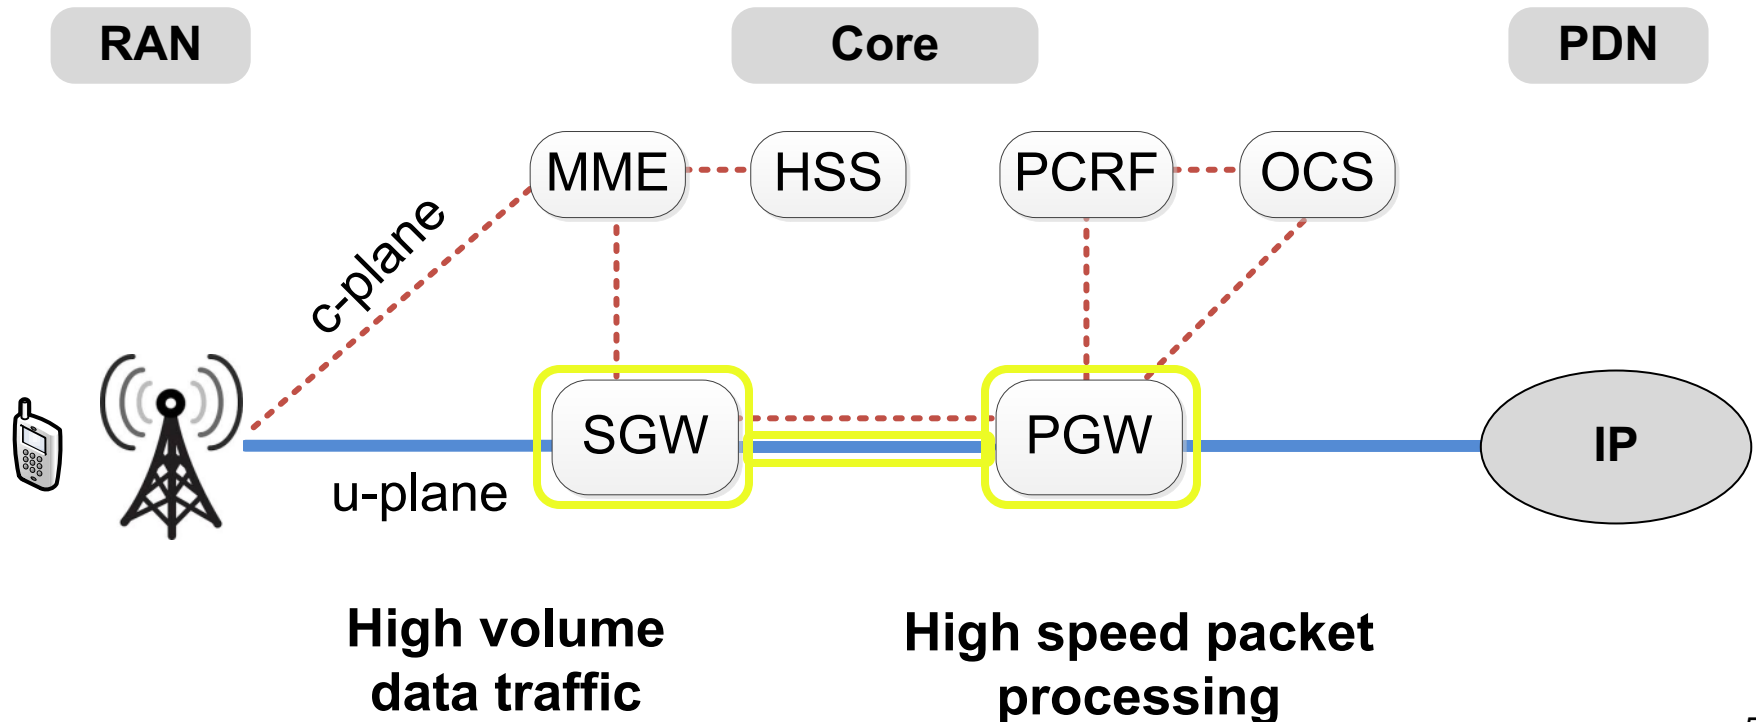 RAN
Core
PDN
MME
HSS
PCRF
OCS
c-plane
SGW
PGW
IP
u-plane
High volume
data traffic
High speed packet
processing